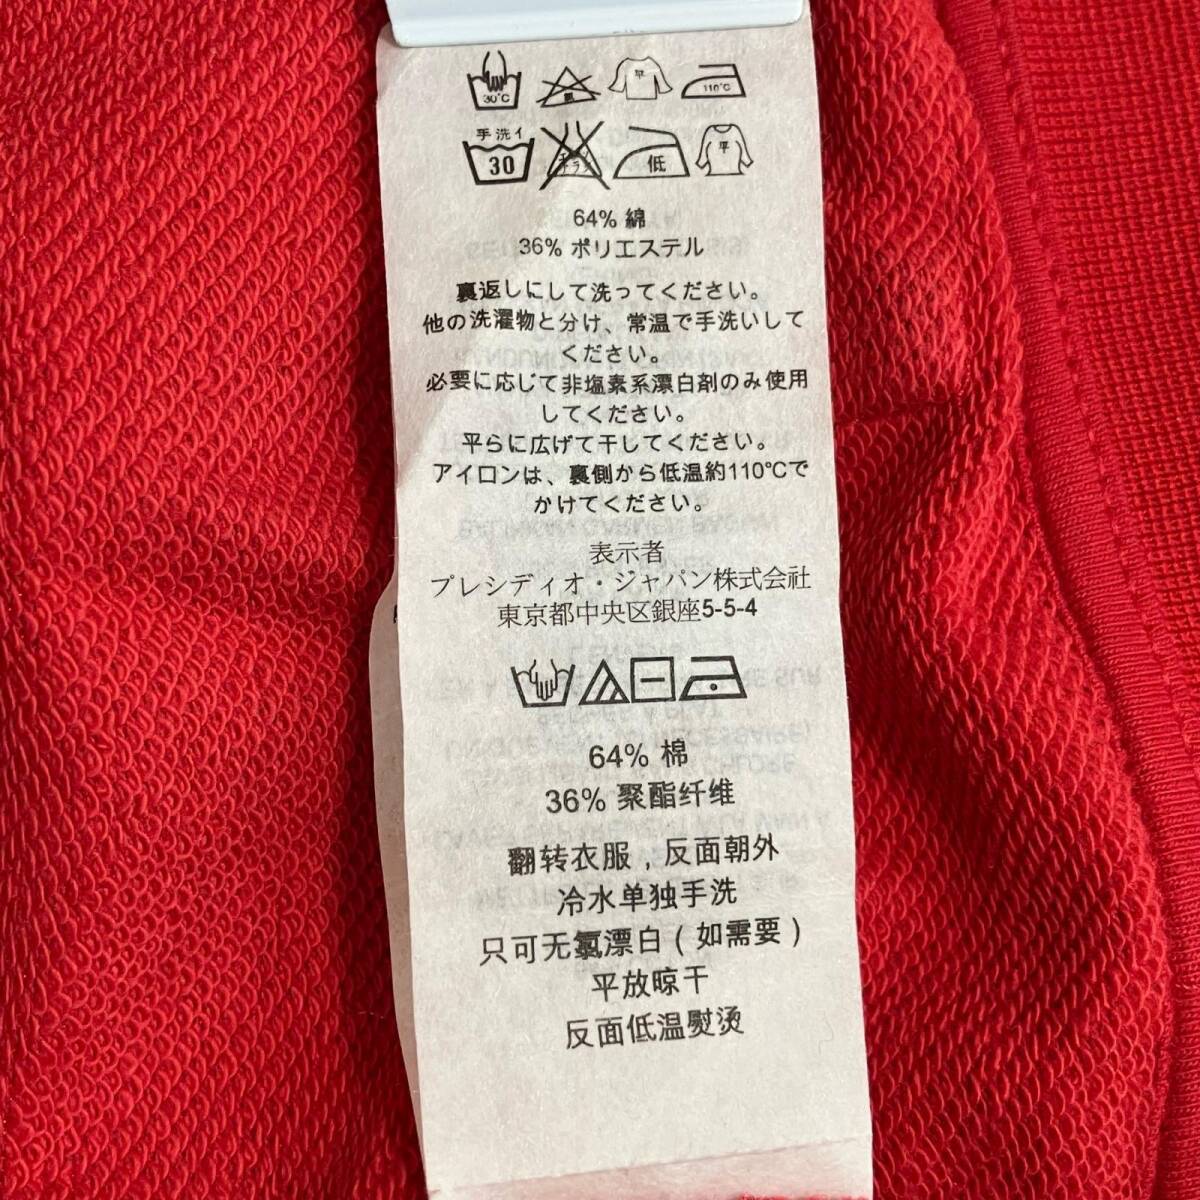 30°C 氯 平 110°C
手洗イ
30 エンソサラシ 低 平
64% 綿
36% ポリエステル
裏返しにして洗ってください。
他の洗濯物と分け、常温で手洗いして
ください。
必要に応じて非塩素系漂白剤のみ使用
してください。
平らに広げて干してください。
アイロンは、裏側から低温約110℃で
かけてください。
表示者
プレシディオ・ジャパン株式会社
東京都中央区銀座5-5-4
64% 棉
36% 聚酯纤维
翻转衣服，反面朝外
冷水单独手洗
只可无氯漂白（如需要）
平放晾干
反面低温熨烫